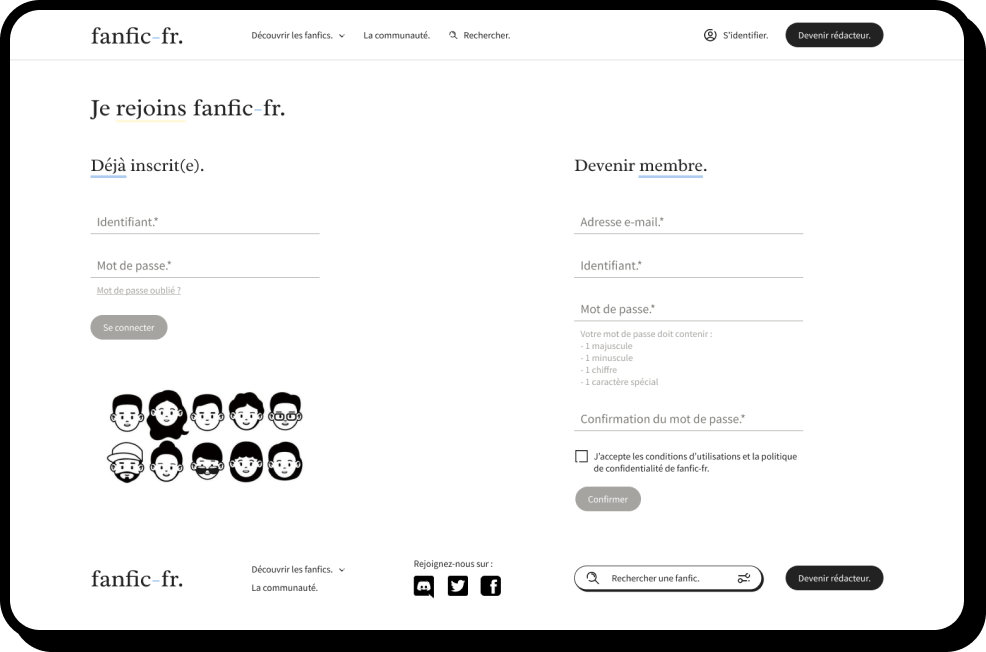 fanfic-fr.
Découvrir les fanfics.
La communauté.
Rechercher.
S'identifier.
Devenir rédacteur.
Je rejoins fanfic-fr.
Déjà inscrit(e).
Identifiant.*
Mot de passe.*
Mot de passe oublié ?
Se connecter
Devenir membre.
Adresse e-mail.*
Identifiant.*
Mot de passe.*
Votre mot de passe doit contenir :
- 1 majuscule
- 1 minuscule
- 1 chiffre
- 1 caractère spécial
Confirmation du mot de passe.*
J'accepte les conditions d'utilisations et la politique
de confidentialité de fanfic-fr.
Confirmer
fanfic-fr.
Découvrir les fanfics.
La communauté.
Rejoignez-nous sur :
Rechercher une fanfic.
Devenir rédacteur.